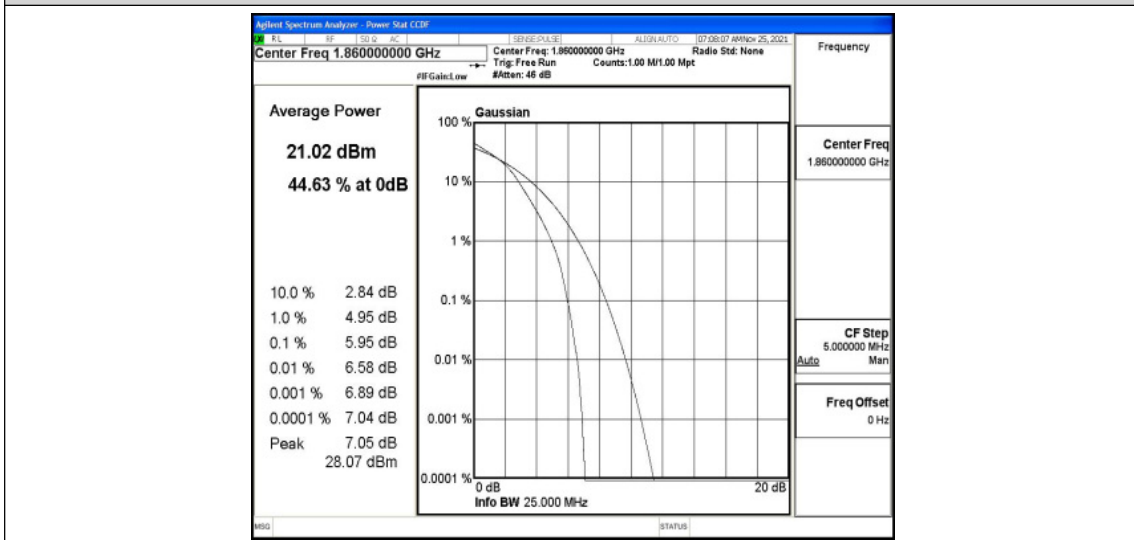 Agilent Spectrum Analyzer - Power Stat CCDF
RL RF 50 Ω AC SENSE:PULSE ALIGN AUTO 07:08:07 AM Nov 25, 2021
Center Freq 1.860000000 GHz
Center Freq: 1.860000000 GHz Radio Std: None
Trig: Free Run Counts:1.00 M/1.00 Mpt
#IFGain:Low #Atten: 46 dB
Frequency
Average Power
21.02 dBm
44.63 % at 0dB
10.0 % 2.84 dB
1.0 % 4.95 dB
0.1 % 5.95 dB
0.01 % 6.58 dB
0.001 % 6.89 dB
0.0001 % 7.04 dB
Peak 7.05 dB
28.07 dBm
Gaussian
100 %
10 %
1 %
0.1 %
0.01 %
0.001 %
0.0001 %
0 dB 20 dB
Info BW 25.000 MHz
Center Freq
1.860000000 GHz
CF Step
5.000000 MHz
Auto Man
Freq Offset
0 Hz
MSG STATUS